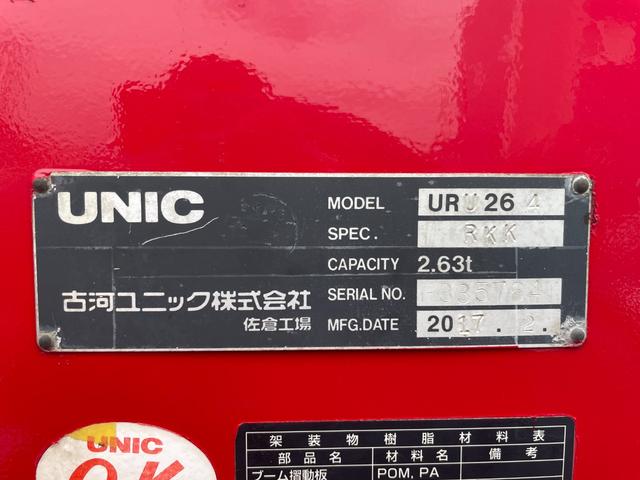 UNIC
MODEL URU264
SPEC. RKK
CAPACITY 2.63t
古河ユニック株式会社 SERIAL NO.
佐倉工場 MFG.DATE 2017.2.
UNIC
O.K
架装物樹脂材料表
部品名 材料名 備考
ブーム摺動板 POM, PA